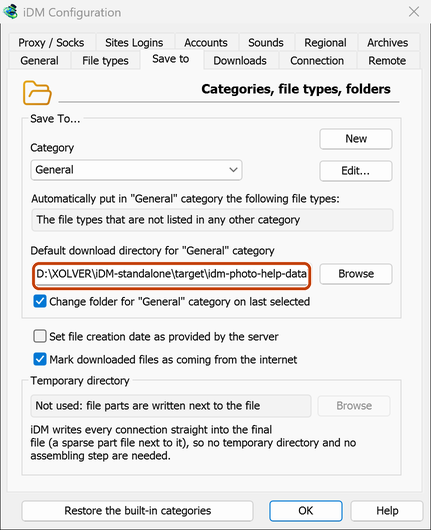 iDM Configuration
Proxy / Socks
Sites Logins
Accounts
Sounds
Regional
Archives
General
File types
Save to
Downloads
Connection
Remote
Categories, file types, folders
Save To...
New
Category
General
Edit...
Automatically put in "General" category the following file types:
The file types that are not listed in any other category
Default download directory for "General" category
D:\XOLVER\iDM-standalone\target\idm-photo-help-data
Browse
Change folder for "General" category on last selected
Set file creation date as provided by the server
Mark downloaded files as coming from the internet
Temporary directory
Not used: file parts are written next to the file
Browse
iDM writes every connection straight into the final
file (a sparse part file next to it), so no temporary directory and no
assembling step are needed.
Restore the built-in categories
OK
Help